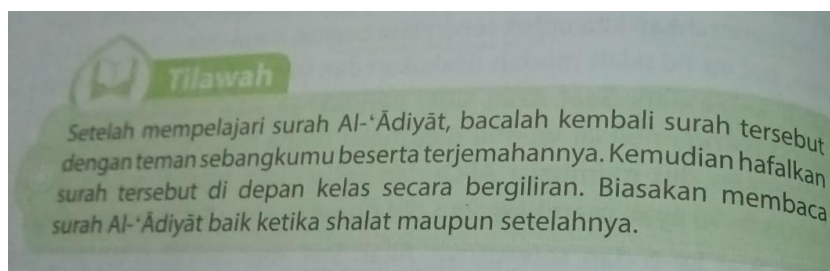 Tilawah
Setelah mempelajari surah Al-‘Ādiyāt, bacalah kembali surah tersebut
dengan teman sebangkumu beserta terjemahannya. Kemudian hafalkan
surah tersebut di depan kelas secara bergiliran. Biasakan membaca
surah Al-‘Ādiyāt baik ketika shalat maupun setelahnya.